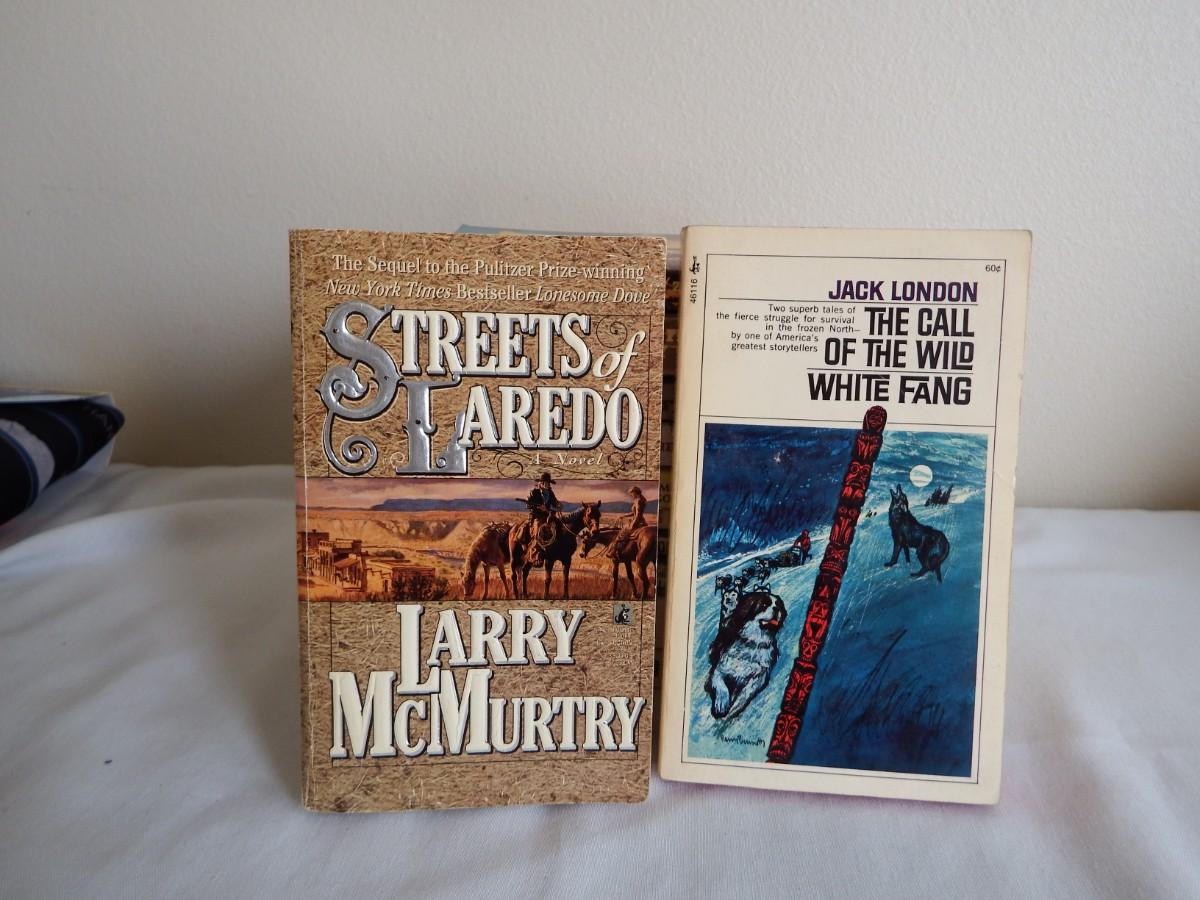 The Sequel to the Pulitzer Prize-winning
New York Times Bestseller Lonesome Dove
STREETS of
LAREDO
A Novel
LARRY
McMURTRY
46116
60¢
JACK LONDON
Two superb tales of
the fierce struggle for survival
in the frozen North—
by one of America's
greatest storytellers
THE CALL
OF THE WILD
WHITE FANG